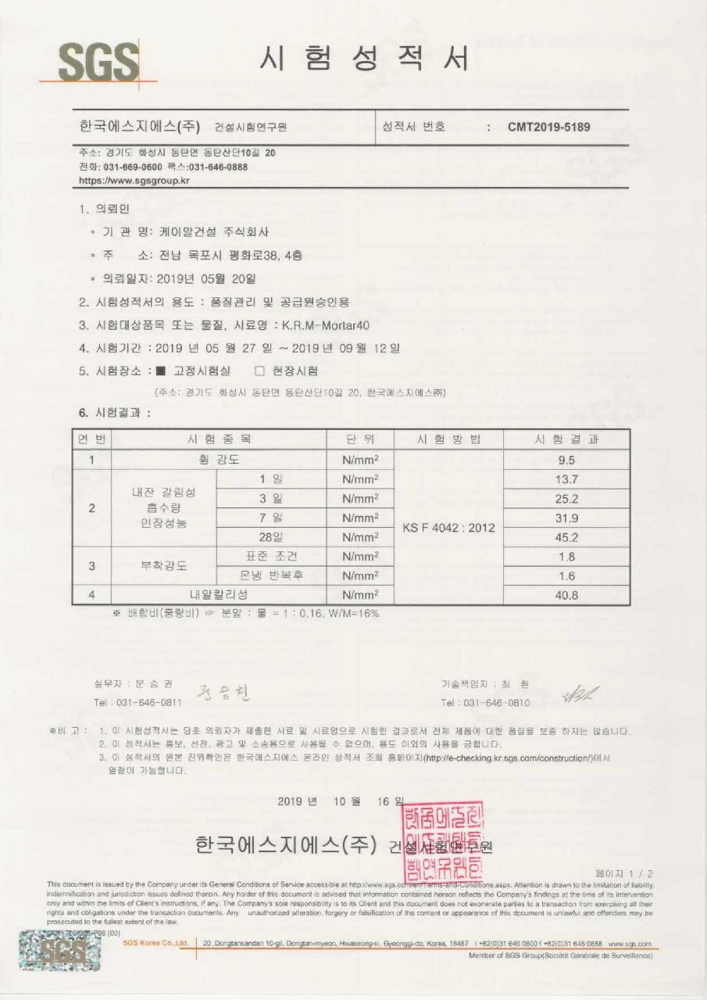 SGS
시 험 성 적 서
한국에스지에스(주) 건설시험연구원
성적서 번호 : CMT2019-5189
주소: 경기도 화성시 동탄면 동탄산단10길 20
전화: 031-669-0600 팩스:031-646-0888
https://www.sgsgroup.kr
1. 의뢰인
◦ 기 관 명: 케이알건설 주식회사
◦ 주 소: 전남 목포시 평화로38, 4층
◦ 의뢰일자: 2019년 05월 20일
2. 시험성적서의 용도 : 품질관리 및 공급원승인용
3. 시험대상품목 또는 물질, 시료명 : K.R.M-Mortar40
4. 시험기간 : 2019 년 05 월 27 일 ~ 2019 년 09 월 12 일
5. 시험장소 : ■ 고정시험실 □ 현장시험
(주소: 경기도 화성시 동탄면 동탄산단10길 20, 한국에스지에스㈜)
6. 시험결과 :
연 번 시 험 종 목 단 위 시 험 방 법 시 험 결 과
1 휨 강도 N/mm² 9.5
2 내잔 갈림성 흡수량 인장성능 1 일 N/mm² 13.7
3 일 N/mm² 25.2
7 일 N/mm² 31.9
KS F 4042 : 2012
28일 N/mm² 45.2
3 부착강도 표준 조건 N/mm² 1.8
온냉 반복후 N/mm² 1.6
4 내알칼리성 N/mm² 40.8
※ 배합비(중량비) ☞ 분말 : 물 = 1 : 0.16. W/M=16%
실무자 : 문 승 권
Tel : 031-646-0811
문승권
기술책임자 : 최 환
Tel : 031-646-0810
※비 고 : 1. 이 시험성적서는 당초 의뢰자가 제출한 시료 및 시료명으로 시험한 결과로서 전체 제품에 대한 품질을 보증 하지는 않습니다.
2. 이 성적서는 홍보, 선전, 광고 및 소송용으로 사용될 수 없으며, 용도 이외의 사용을 금합니다.
3. 이 성적서의 원본 진위확인은 한국에스지에스 온라인 성적서 조회 홈페이지(http://e-checking.kr.sgs.com/construction/)에서
열람이 가능합니다.
2019 년 10 월 16 일
한국에스지에스(주) 건설시험연구원
페이지 1 / 2
This document is issued by the Company under its General Conditions of Service accessible at http://www.sgs.com/en/Terms-and-Conditions.aspx. Attention is drawn to the limitation of liability,
indemnification and jurisdiction issues defined therein. Any holder of this document is advised that information contained hereon reflects the Company's findings at the time of its intervention
only and within the limits of Client's instructions, if any. The Company's sole responsibility is to its Client and this document does not exonerate parties to a transaction from exercising all their
rights and obligations under the transaction documents. Any unauthorized alteration, forgery or falsification of the content or appearance of this document is unlawful and offenders may be
prosecuted to the fullest extent of the law.
SGS
SGS Korea Co.,Ltd. 20 ,Dongtansandan 10-gil, Dongtan-myeon, Hwaseong-si, Gyeonggi-do, Korea, 18487 t +82(0)31 646 0800 f +82(0)31 646 0888 www.sgs.com
Member of SGS Group(Société Générale de Surveillance)